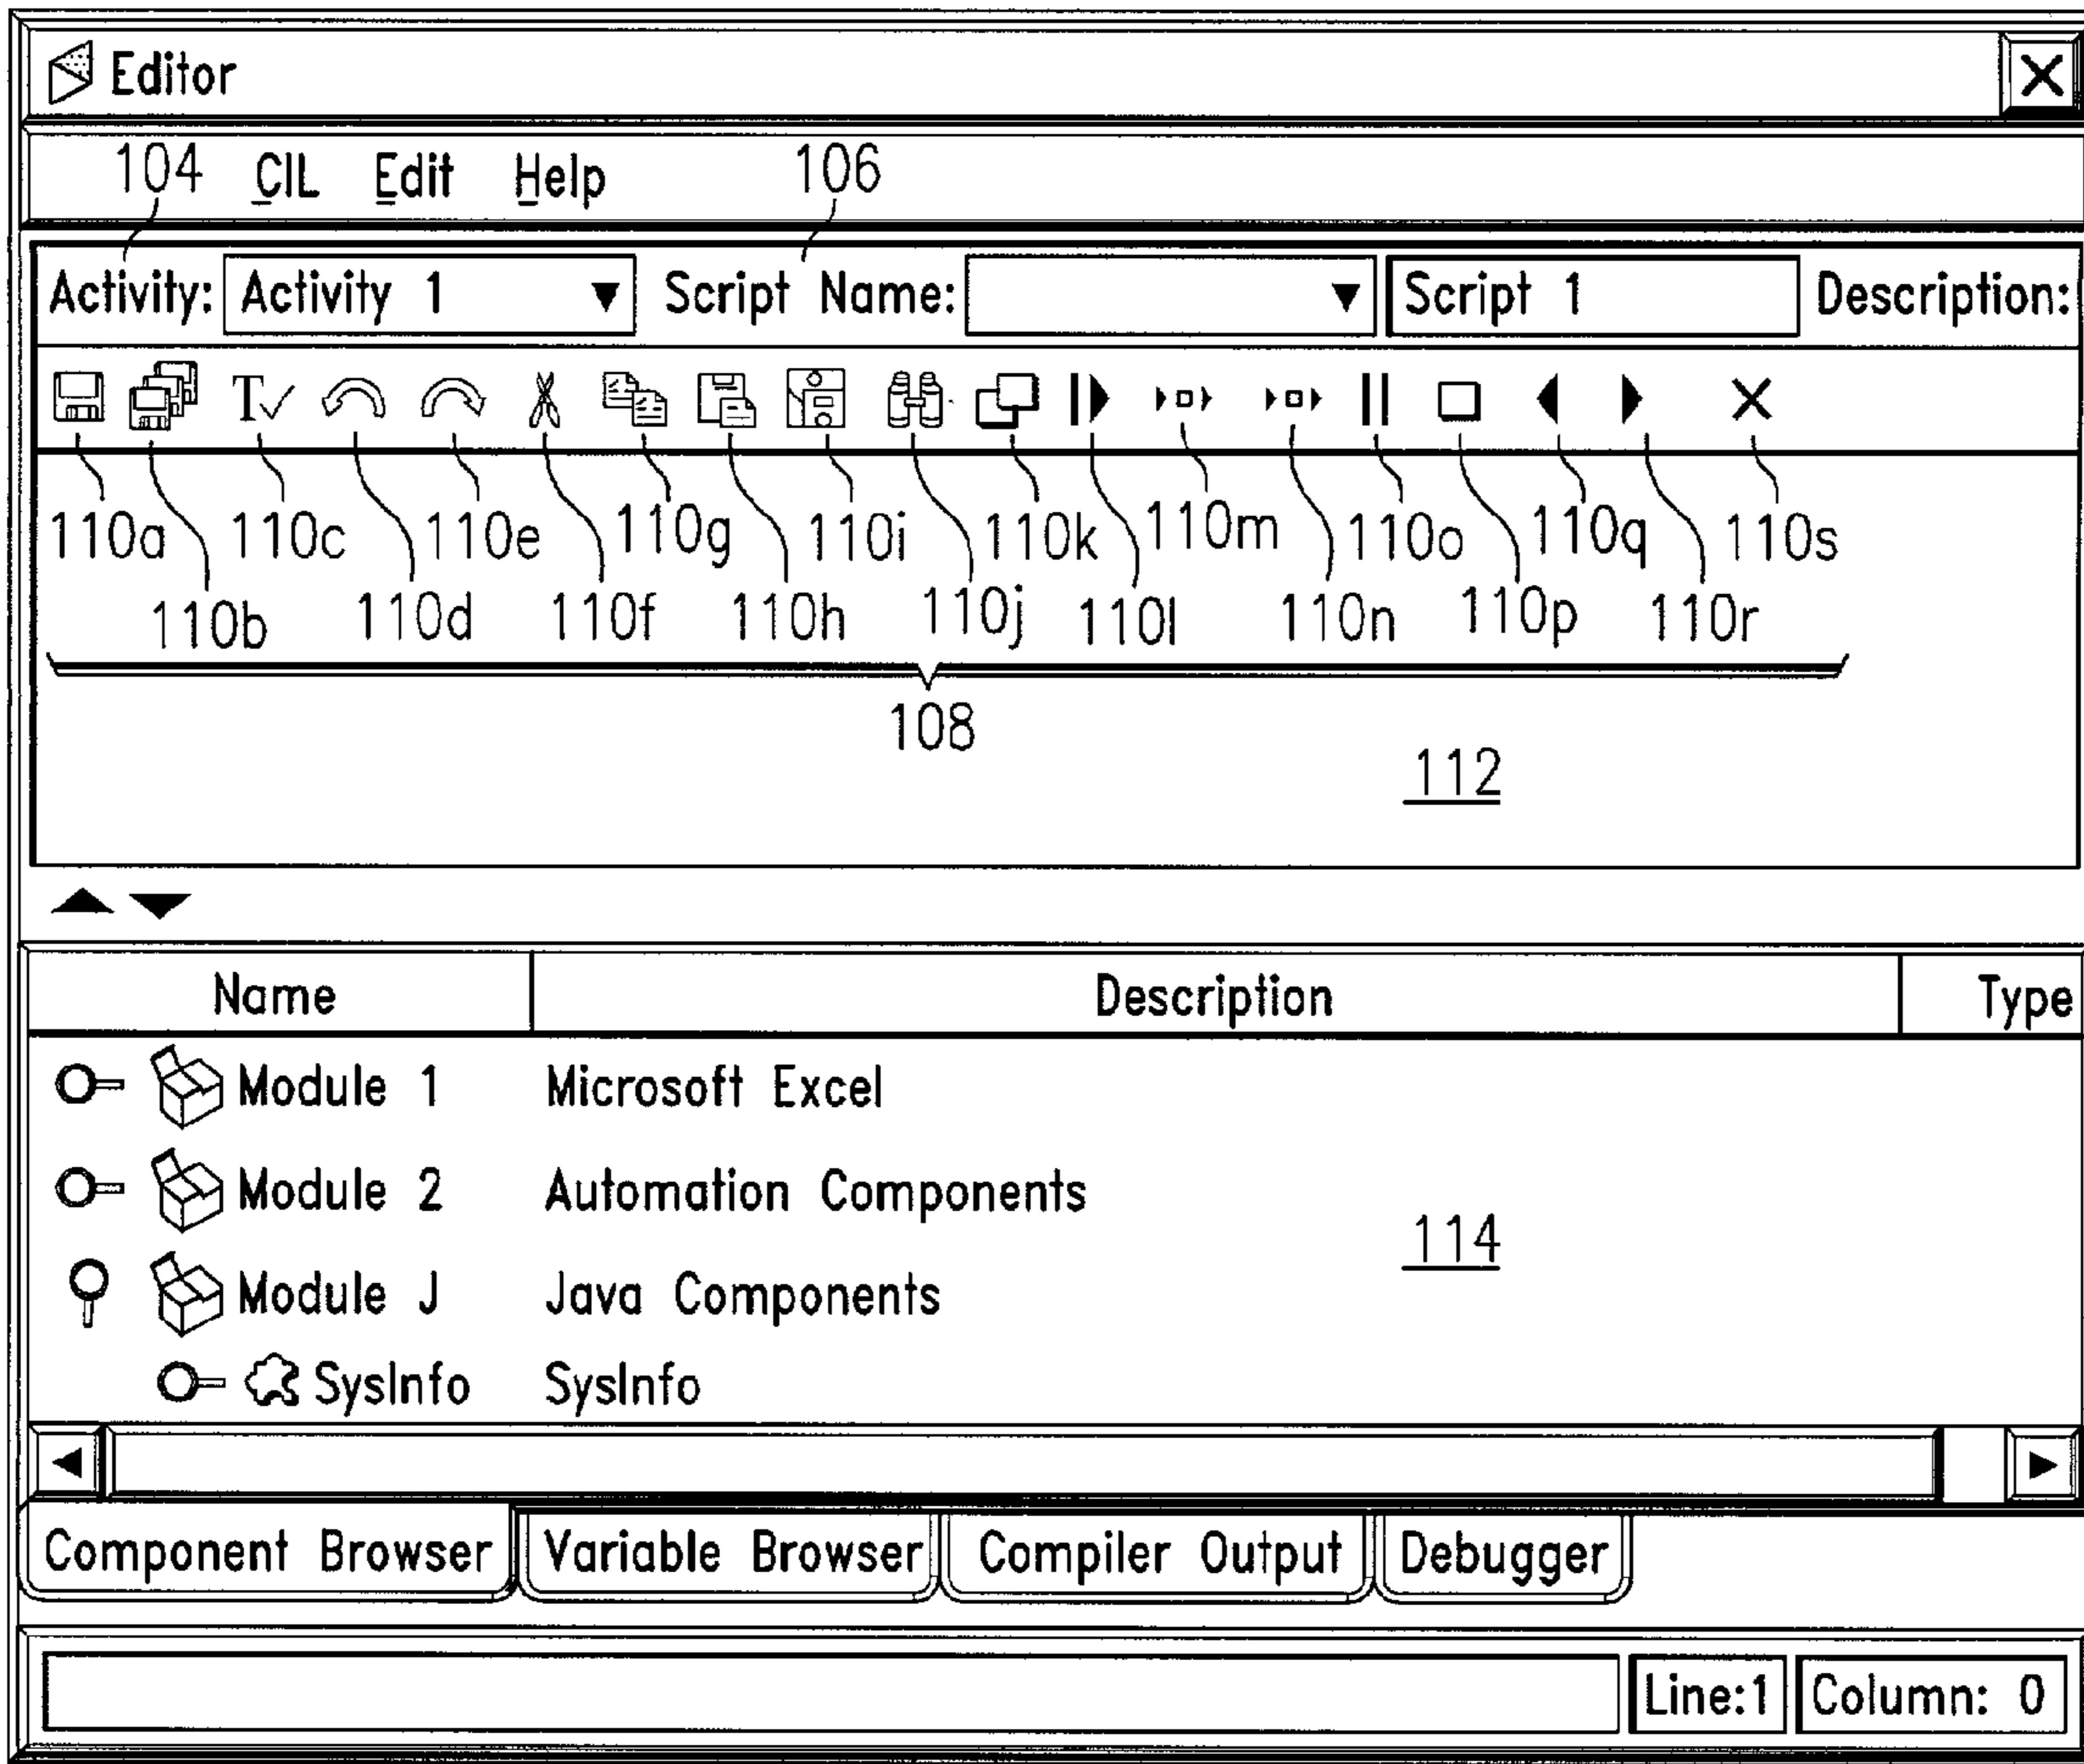 Editor
104 CIL Edit Help 106
Activity: Activity 1 Script Name: Script 1 Description:
110a 110c 110e 110g 110i 110k 110m 110o 110q 110s
110b 110d 110f 110h 110j 110l 110n 110p 110r
108
112
Name Description Type
Module 1 Microsoft Excel
Module 2 Automation Components
114
Module J Java Components
SysInfo SysInfo
Component Browser Variable Browser Compiler Output Debugger
Line:1 Column: 0